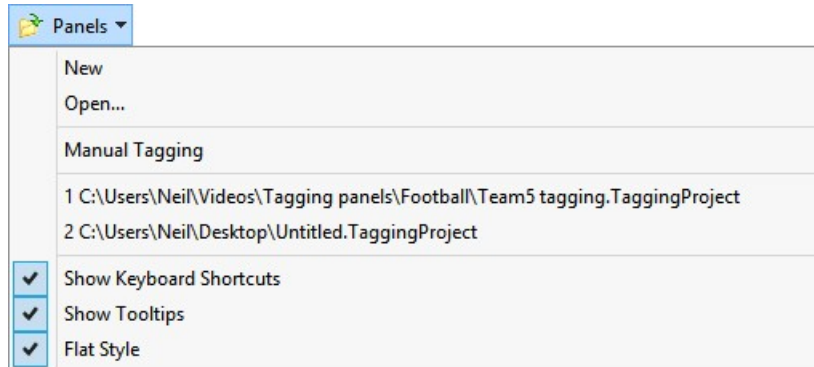 Panels
New
Open...
Manual Tagging
1 C:\Users\Neil\Videos\Tagging panels\Football\Team5 tagging.TaggingProject
2 C:\Users\Neil\Desktop\Untitled.TaggingProject
Show Keyboard Shortcuts
Show Tooltips
Flat Style